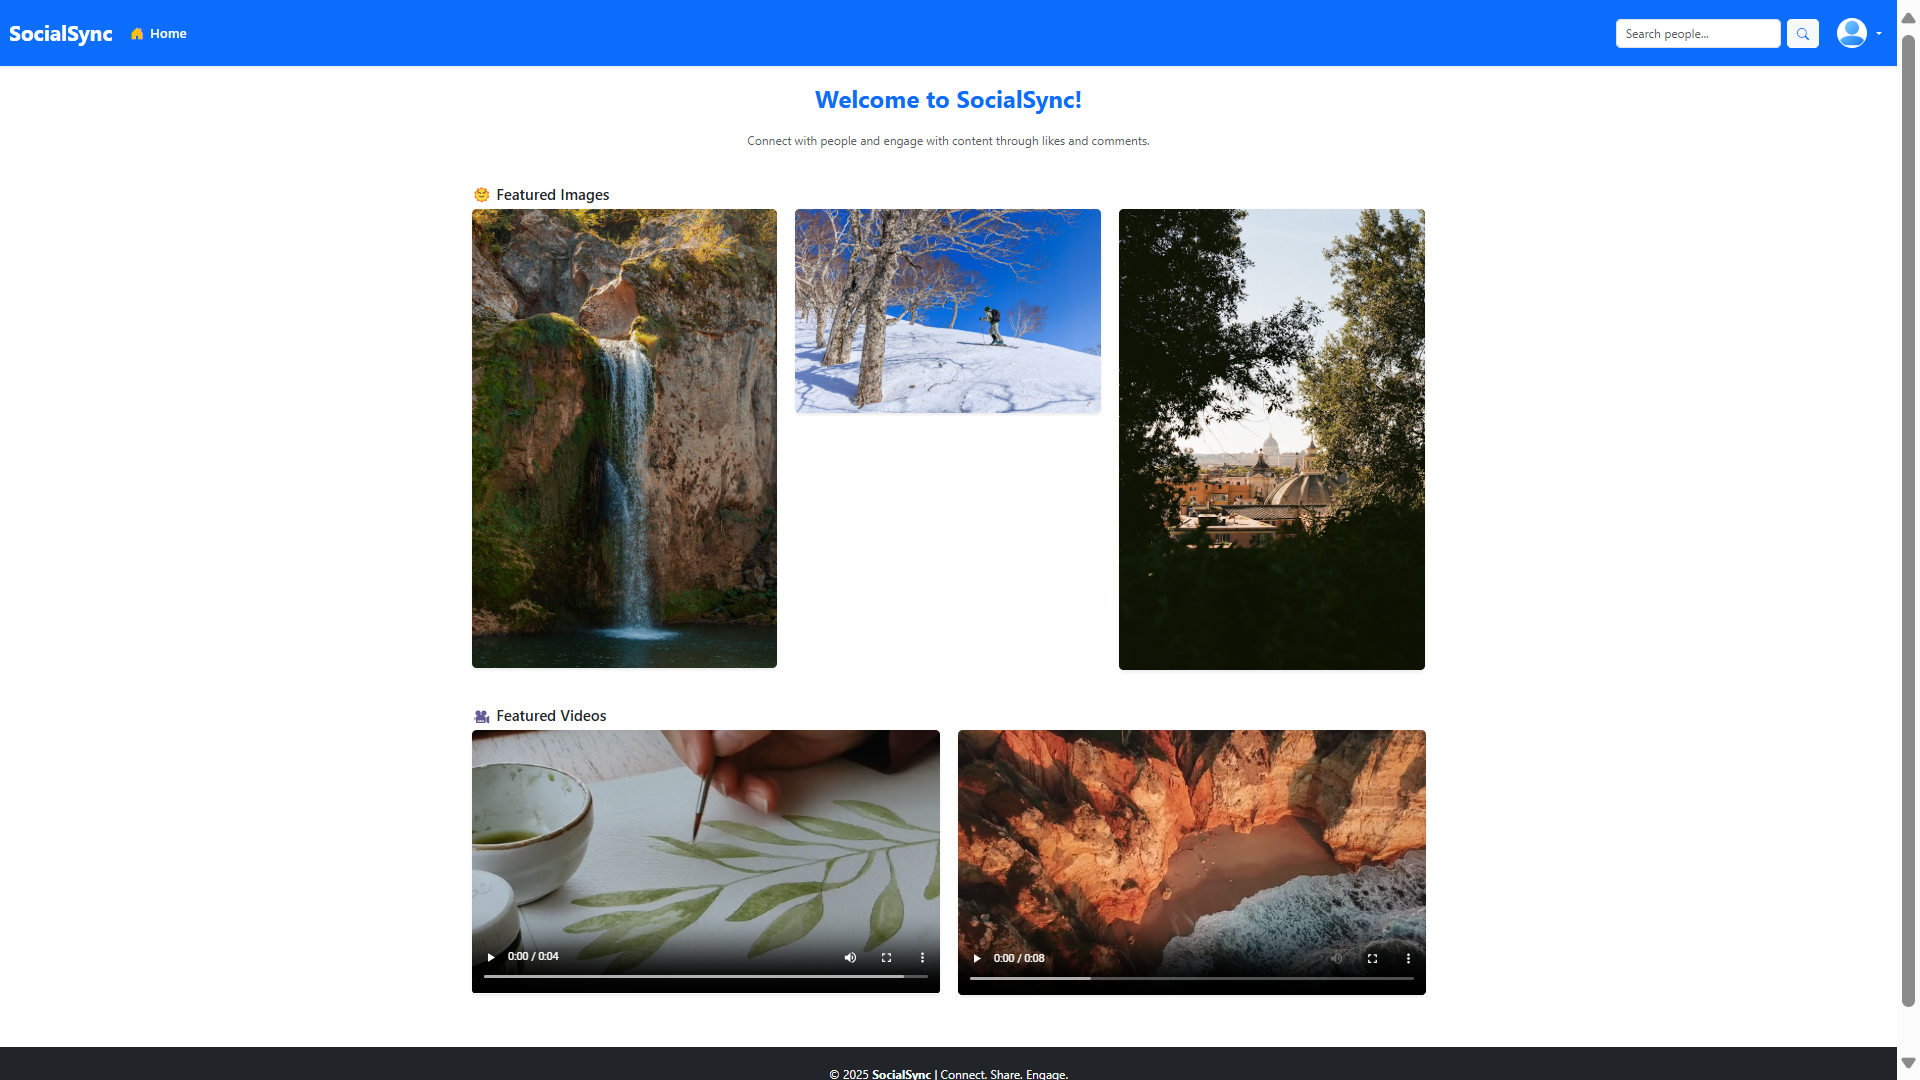 SocialSync Home Search people...
Welcome to SocialSync!
Connect with people and engage with content through likes and comments.
Featured Images
Featured Videos
0:00 / 0:04
0:00 / 0:08
© 2025 SocialSync | Connect. Share. Engage.